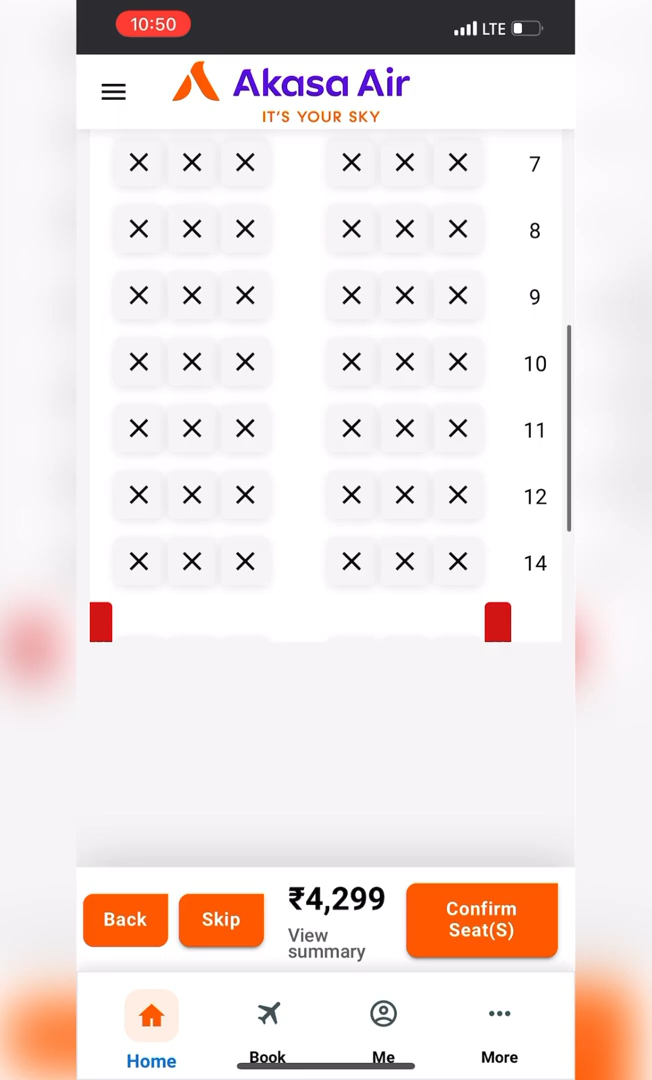 10:50
LTE
Akasa Air
IT'S YOUR SKY
7
8
9
10
11
12
14
Back
Skip
₹4,299
View
summary
Confirm
Seat(S)
Home
Book
Me
More